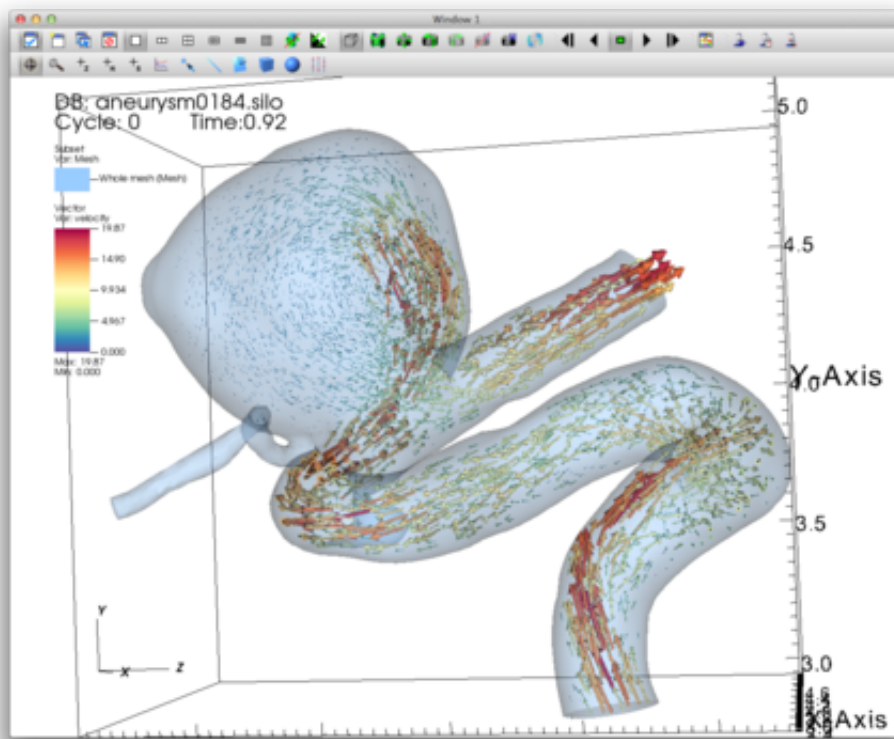 Window 1
DB: aneurysm0184.silo
Cycle: 0 Time:0.92
Subset
Var: Mesh
Whole mesh (Mesh)
Vector
Var: velocity
19.87
14.90
9.934
4.967
0.000
Max: 19.87
Min: 0.000
5.0
4.5
Y-Axis
4.0
3.5
3.0
X-Axis
Y
X Z